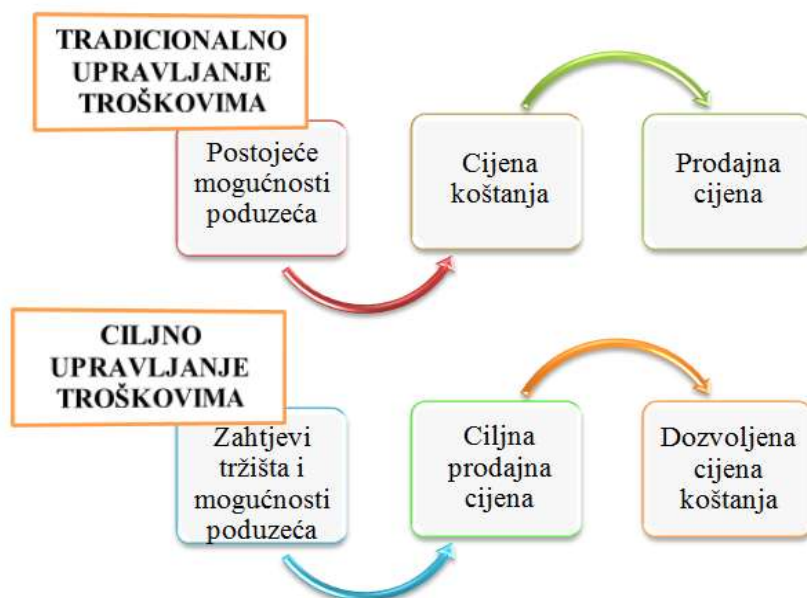 TRADICIONALNO
UPRAVLJANJE
TROŠKOVIMA
Postojeće
mogućnosti
poduzeća
Cijena
koštanja
Prodajna
cijena
CILJNO
UPRAVLJANJE
TROŠKOVIMA
Zahtjevi
tržišta i
mogućnosti
poduzeća
Ciljna
prodajna
cijena
Dozvoljena
cijena
koštanja